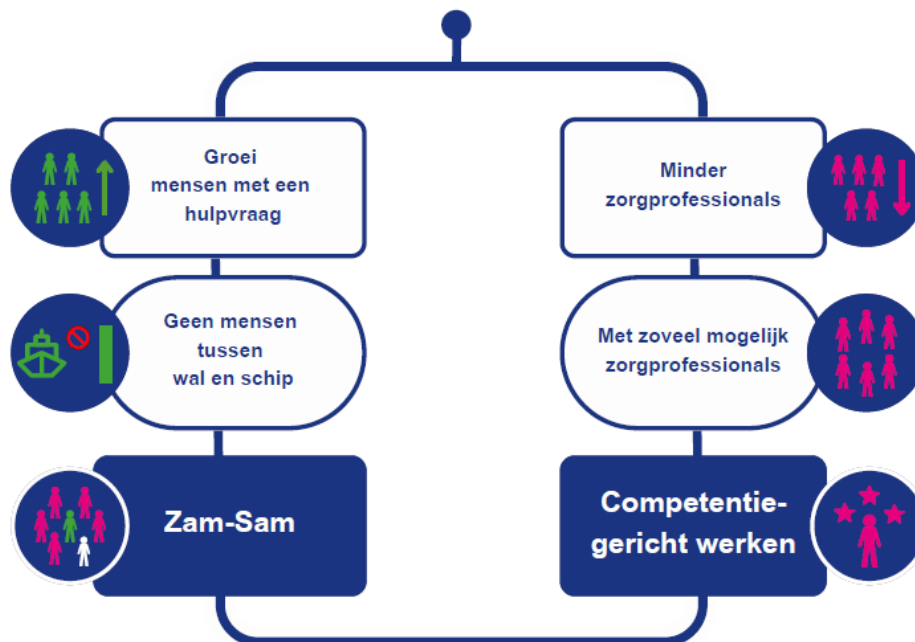 Groei
mensen met een
hulpvraag
Minder
zorgprofessionals
Geen mensen
tussen
wal en schip
Met zoveel mogelijk
zorgprofessionals
Zam-Sam
Competentie-
gericht werken